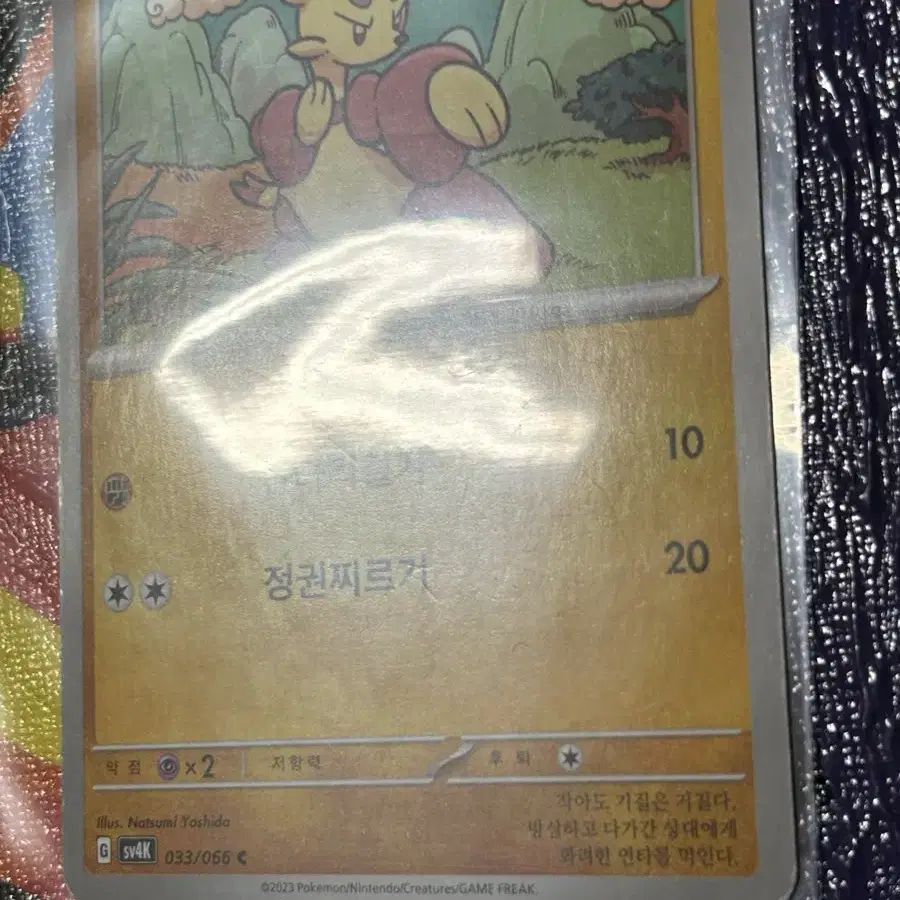 10
정권찌르기
20
약점 ×2 저항력 후퇴
작아도 기질은 거칠다.
방심하고 다가간 상대에게
화려한 연타를 먹인다.
Illus. Natsumi Yoshida
G sv4K 033/066 C
©2023 Pokémon/Nintendo/Creatures/GAME FREAK.